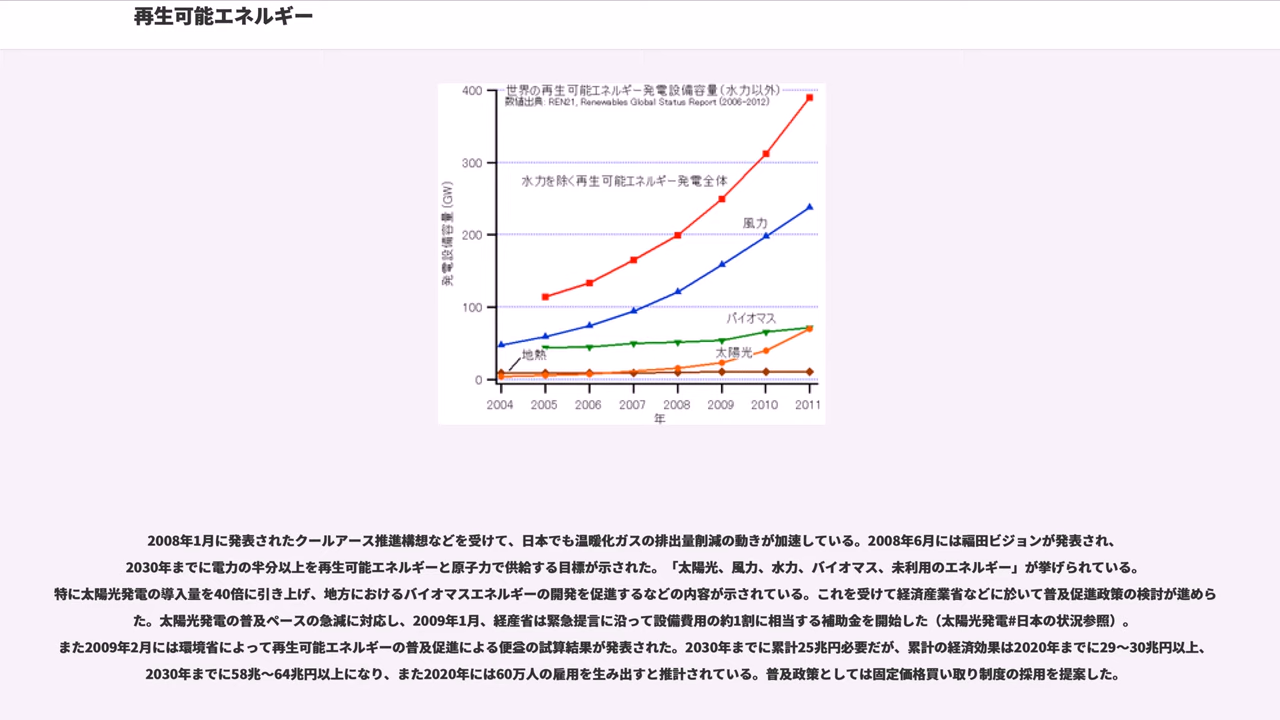 再生可能エネルギー
世界の再生可能エネルギー発電設備容量(水力以外)
数値出典: REN21, Renewables Global Status Report (2006-2012)
400
300
200
100
0
発電設備容量(GW)
水力を除く再生可能エネルギー発電全体
風力
バイオマス
太陽光
地熱
2004 2005 2006 2007 2008 2009 2010 2011
年
2008年1月に発表されたクールアース推進構想などを受けて、日本でも温暖化ガスの排出量削減の動きが加速している。2008年6月には福田ビジョンが発表され、
2030年までに電力の半分以上を再生可能エネルギーと原子力で供給する目標が示された。「太陽光、風力、水力、バイオマス、未利用のエネルギー」が挙げられている。
特に太陽光発電の導入量を40倍に引き上げ、地方におけるバイオマスエネルギーの開発を促進するなどの内容が示されている。これを受けて経済産業省などに於いて普及促進政策の検討が進めら
た。太陽光発電の普及ペースの急減に対応し、2009年1月、経産省は緊急提言に沿って設備費用の約1割に相当する補助金を開始した（太陽光発電#日本の状況参照）。
また2009年2月には環境省によって再生可能エネルギーの普及促進による便益の試算結果が発表された。2030年までに累計25兆円必要だが、累計の経済効果は2020年までに29〜30兆円以上、
2030年までに58兆〜64兆円以上になり、また2020年には60万人の雇用を生み出すと推計されている。普及政策としては固定価格買い取り制度の採用を提案した。